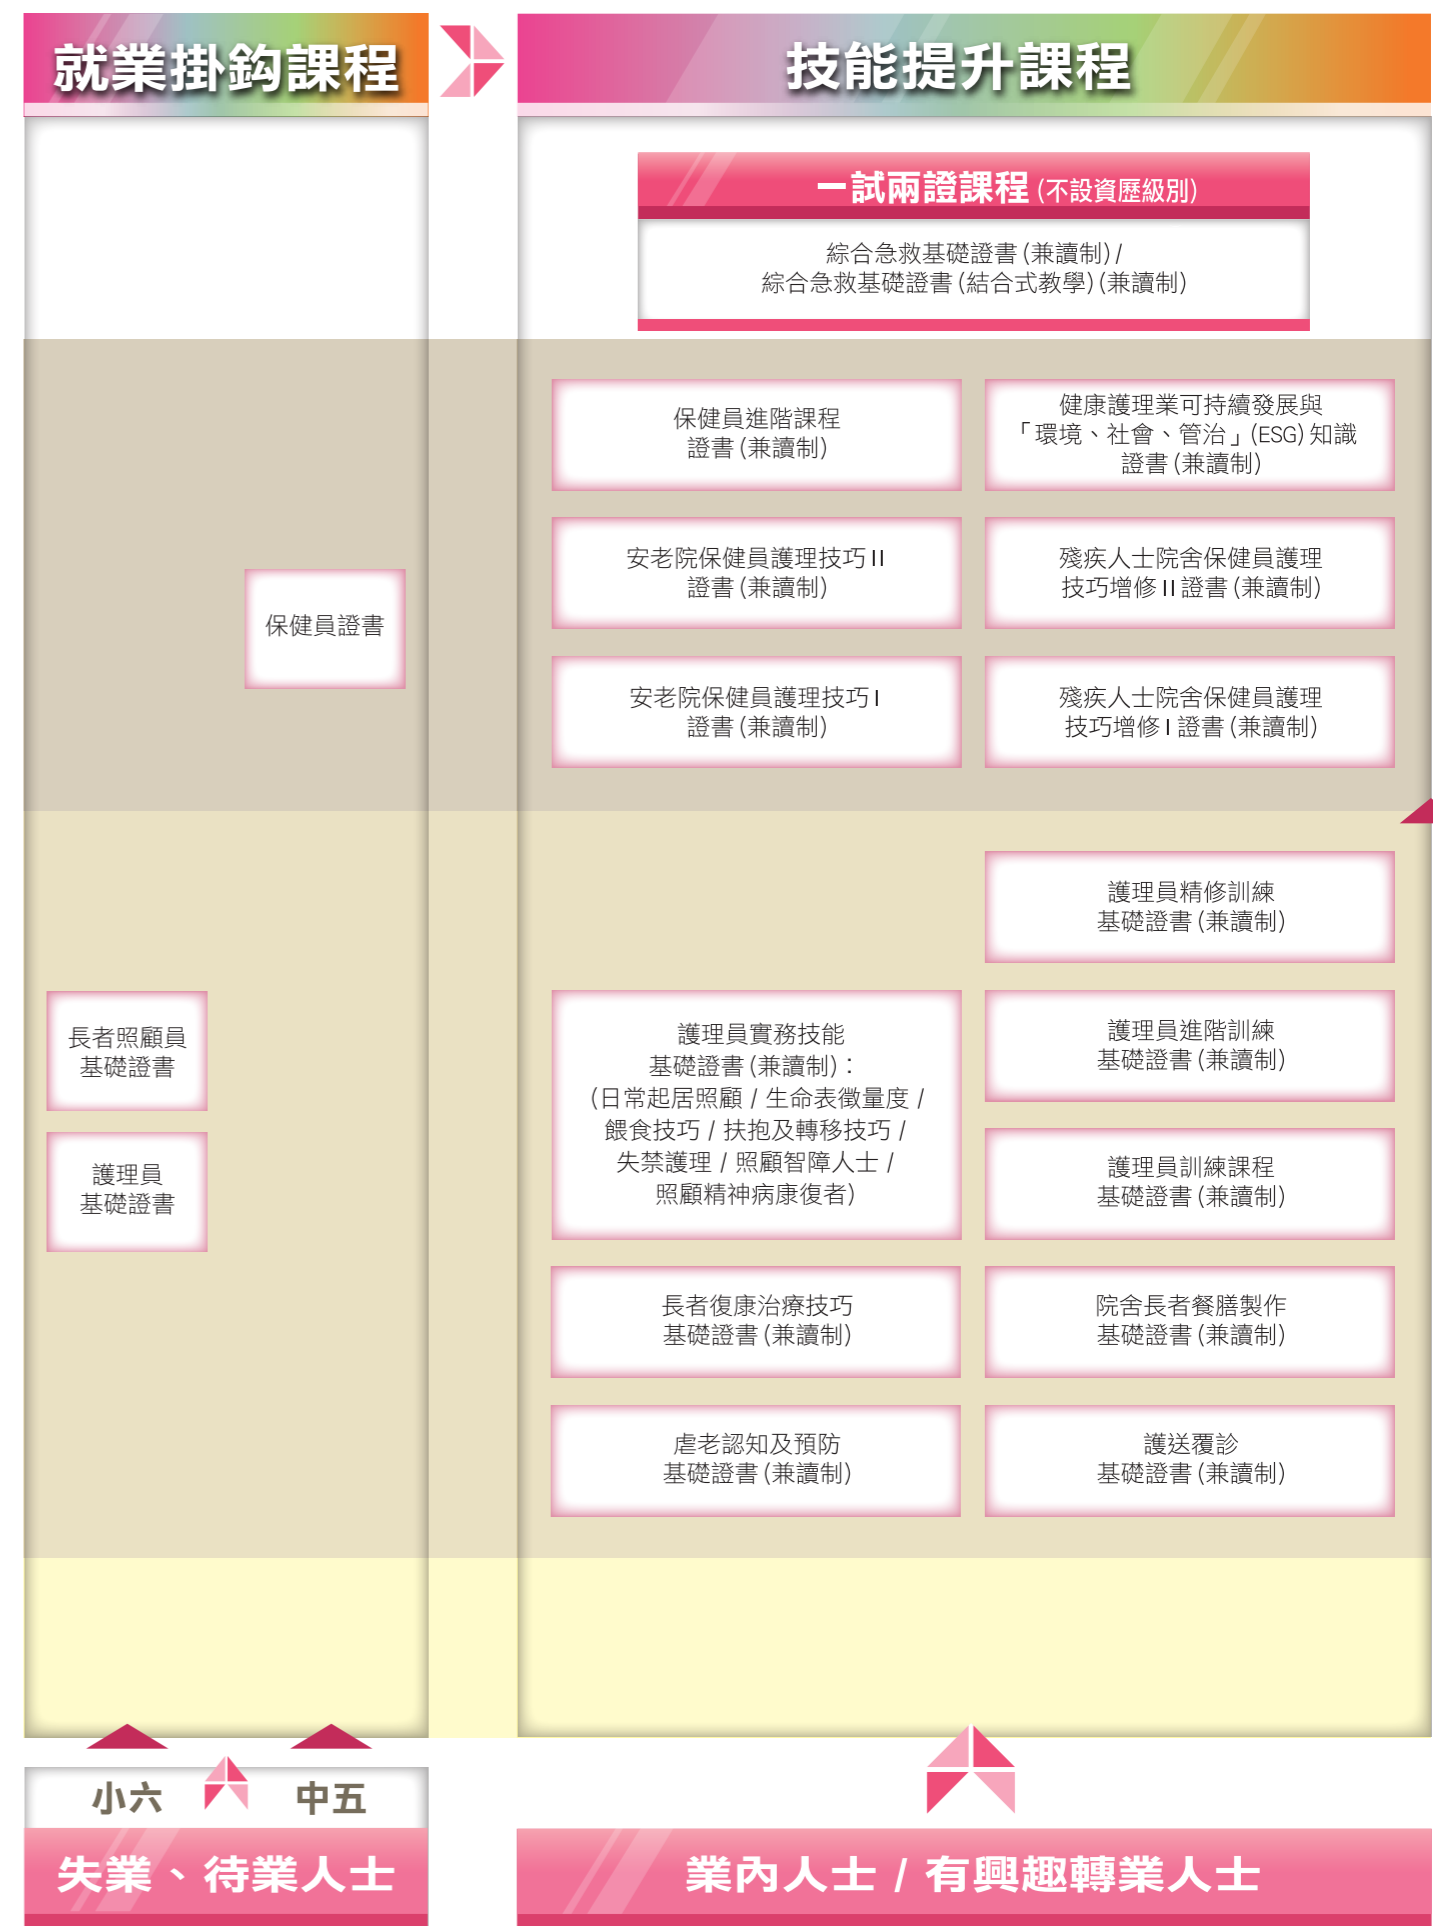 就業掛鈎課程
技能提升課程
一試兩證課程 (不設資歷級別)
綜合急救基礎證書 (兼讀制) /
綜合急救基礎證書 (結合式教學) (兼讀制)
保健員進階課程
證書 (兼讀制)
健康護理業可持續發展與
「環境、社會、管治」(ESG) 知識
證書 (兼讀制)
保健員證書
安老院保健員護理技巧 II
證書 (兼讀制)
殘疾人士院舍保健員護理
技巧增修 II 證書 (兼讀制)
安老院保健員護理技巧 I
證書 (兼讀制)
殘疾人士院舍保健員護理
技巧增修 I 證書 (兼讀制)
護理員精修訓練
基礎證書 (兼讀制)
長者照顧員
基礎證書
護理員
基礎證書
護理員實務技能
基礎證書 (兼讀制)：
(日常起居照顧 / 生命表徵量度 /
餵食技巧 / 扶抱及轉移技巧 /
失禁護理 / 照顧智障人士 /
照顧精神病康復者)
護理員進階訓練
基礎證書 (兼讀制)
護理員訓練課程
基礎證書 (兼讀制)
長者復康治療技巧
基礎證書 (兼讀制)
院舍長者餐膳製作
基礎證書 (兼讀制)
虐老認知及預防
基礎證書 (兼讀制)
護送覆診
基礎證書 (兼讀制)
小六
中五
失業、待業人士
業內人士 / 有興趣轉業人士